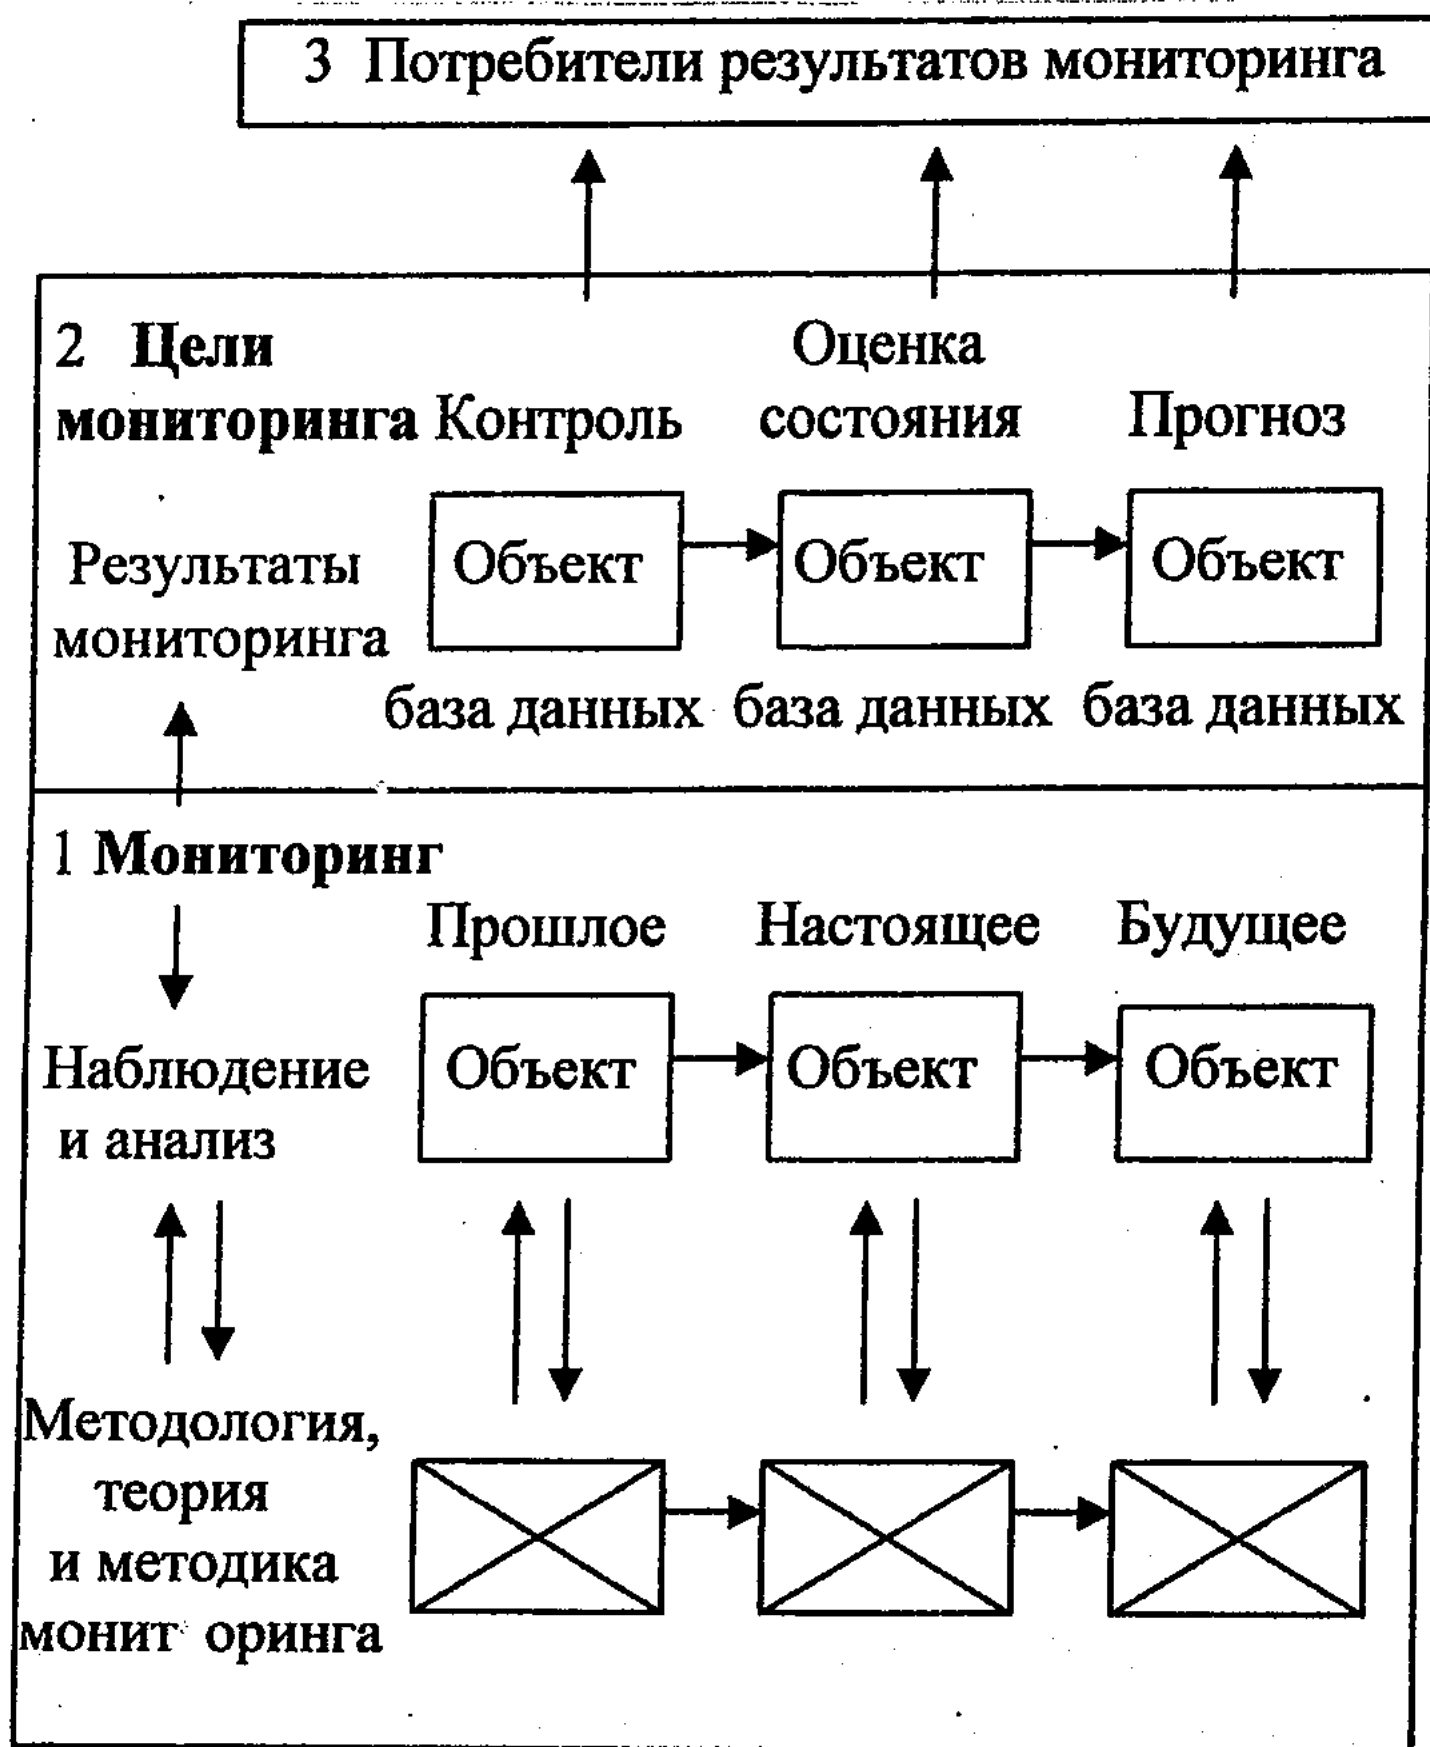 3 Потребители результатов мониторинга
2 Цели
мониторинга
Контроль
Оценка
состояния
Прогноз
Результаты
мониторинга
Объект
Объект
Объект
база данных
база данных
база данных
1 Мониторинг
Прошлое
Настоящее
Будущее
Наблюдение
и анализ
Объект
Объект
Объект
Методология,
теория
и методика
монит оринга